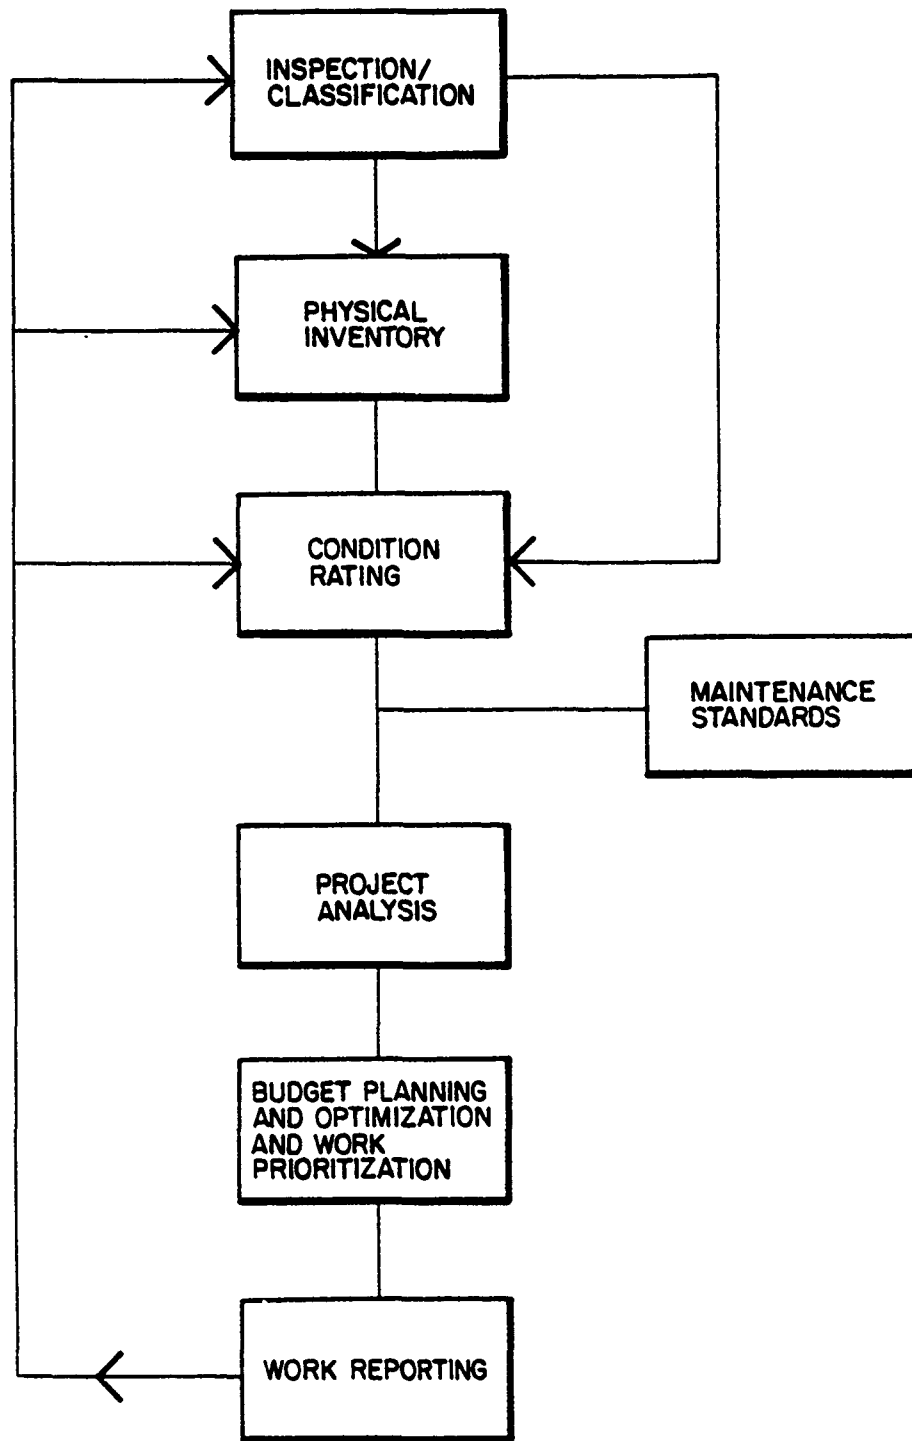 INSPECTION/
CLASSIFICATION
PHYSICAL
INVENTORY
CONDITION
RATING
MAINTENANCE
STANDARDS
PROJECT
ANALYSIS
BUDGET PLANNING
AND OPTIMIZATION
AND WORK
PRIORITIZATION
WORK REPORTING